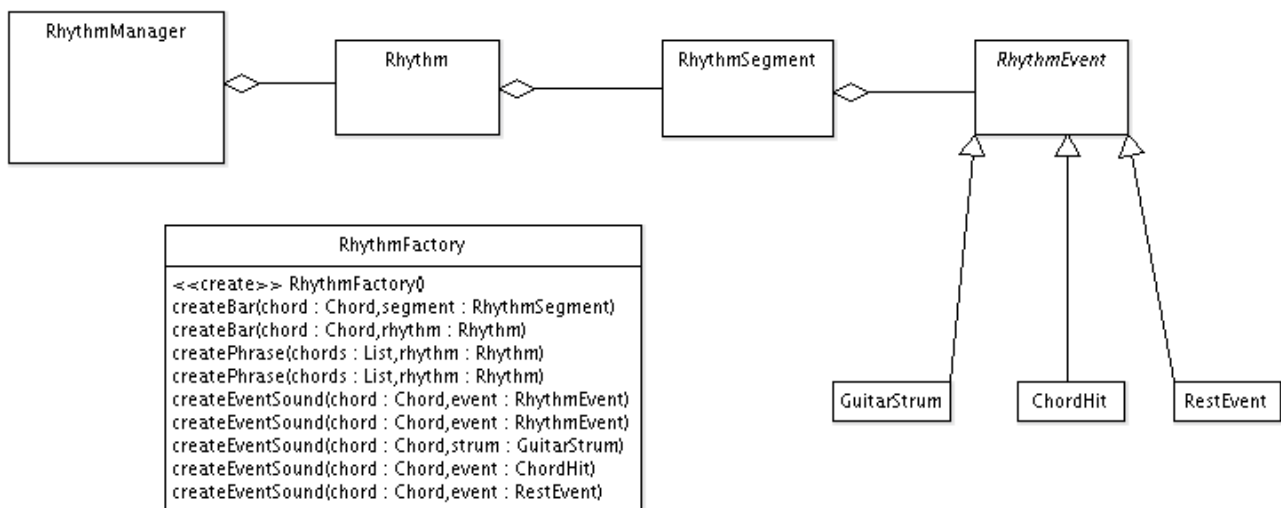 RhythmManager
Rhythm
RhythmSegment
RhythmEvent
RhythmFactory
<<create>> RhythmFactory()
createBar(chord : Chord,segment : RhythmSegment)
createBar(chord : Chord,rhythm : Rhythm)
createPhrase(chords : List,rhythm : Rhythm)
createPhrase(chords : List,rhythm : Rhythm)
createEventSound(chord : Chord,event : RhythmEvent)
createEventSound(chord : Chord,event : RhythmEvent)
createEventSound(chord : Chord,strum : GuitarStrum)
createEventSound(chord : Chord,event : ChordHit)
createEventSound(chord : Chord,event : RestEvent)
GuitarStrum
ChordHit
RestEvent